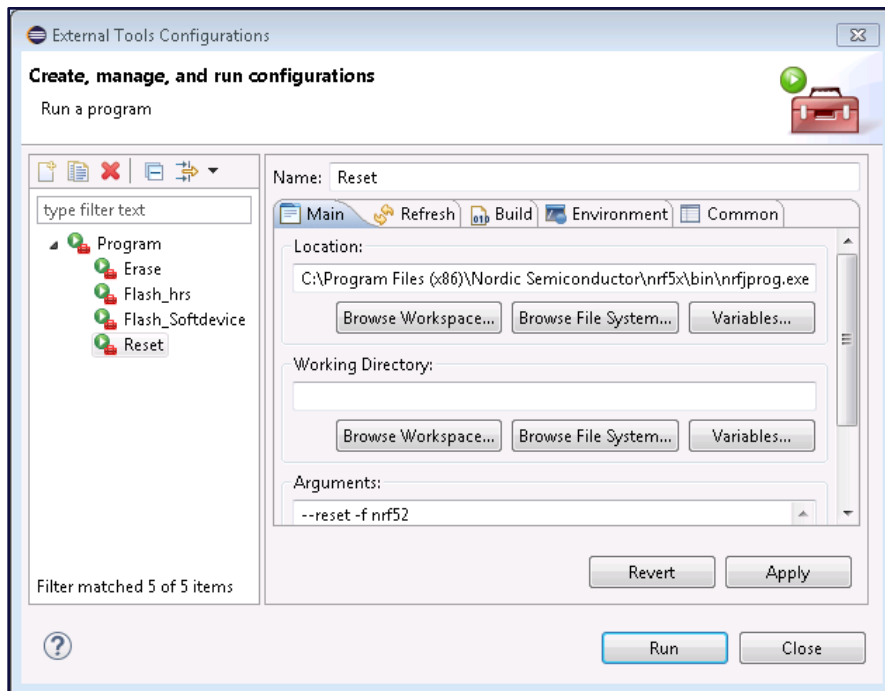 External Tools Configurations
Create, manage, and run configurations
Run a program
type filter text
Program
Erase
Flash_hrs
Flash_Softdevice
Reset
Filter matched 5 of 5 items
Name: Reset
Main Refresh 010 Build Environment Common
Location:
C:\Program Files (x86)\Nordic Semiconductor\nrf5x\bin\nrfjprog.exe
Browse Workspace... Browse File System... Variables...
Working Directory:
Browse Workspace... Browse File System... Variables...
Arguments:
--reset -f nrf52
Revert Apply
? Run Close